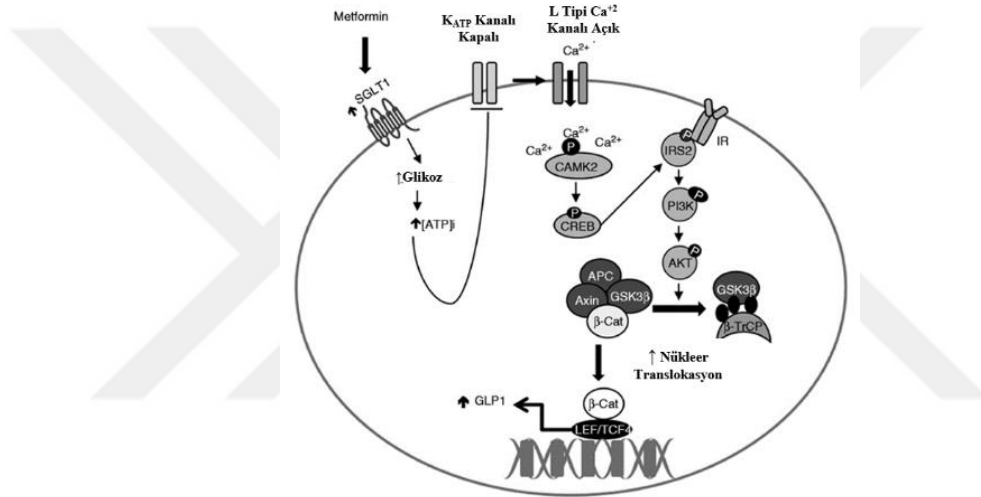 Metformin
K_ATP Kanalı
Kapalı
L Tipi Ca⁺²
Kanalı Açık
Ca²⁺
↑ SGLT1
↑Glikoz
↑[ATP]i
Ca²⁺
Ca²⁺
Ca²⁺
P
CAMK2
P
CREB
P
IRS2
IR
P
PI3K
P
AKT
APC
Axin
GSK3β
β-Cat
GSK3β
β-TrCP
↑ Nükleer
Translokasyon
↑ GLP1
β-Cat
LEF/TCF4